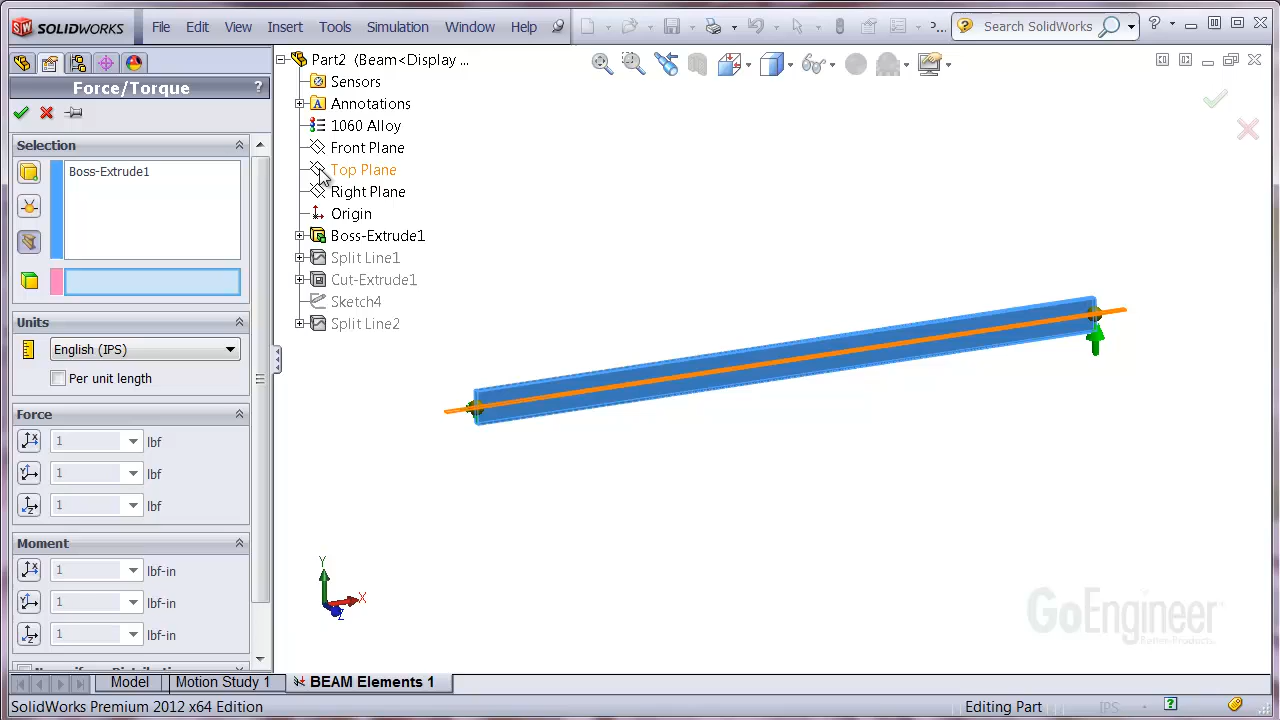 SOLIDWORKS File Edit View Insert Tools Simulation Window Help ... Search SolidWorks ?
Force/Torque ?
Selection
Boss-Extrude1
Units
English (IPS)
Per unit length
Force
1 lbf
1 lbf
1 lbf
Moment
1 lbf-in
1 lbf-in
1 lbf-in
Part2 (Beam<Display ...
Sensors
A Annotations
1060 Alloy
Front Plane
Top Plane
Right Plane
Origin
Boss-Extrude1
Split Line1
Cut-Extrude1
Sketch4
Split Line2
Y
X
Z
GoEngineer
Model Motion Study 1 BEAM Elements 1
SolidWorks Premium 2012 x64 Edition Editing Part IPS ?